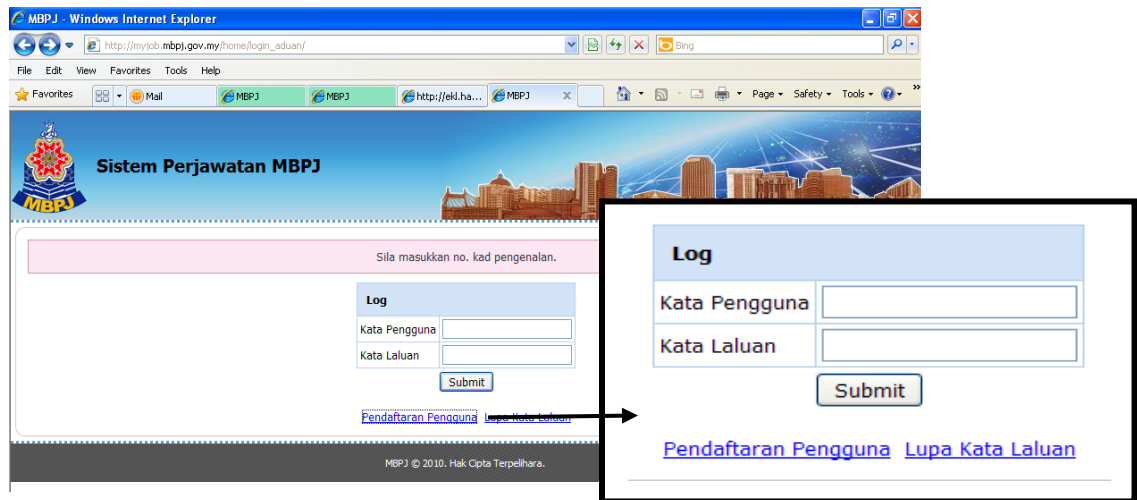 MBPJ - Windows Internet Explorer
http://myjob.mbpj.gov.my/home/login_aduan/
Bing
File Edit View Favorites Tools Help
Favorites Mail MBPJ MBPJ http://ekl.ha... MBPJ x Page Safety Tools »
MBPJ
Sistem Perjawatan MBPJ
Sila masukkan no. kad pengenalan.
Log
Kata Pengguna
Kata Laluan
Submit
Pendaftaran Pengguna Lupa Kata Laluan
MBPJ © 2010. Hak Cipta Terpelihara.
Log
Kata Pengguna
Kata Laluan
Submit
Pendaftaran Pengguna Lupa Kata Laluan